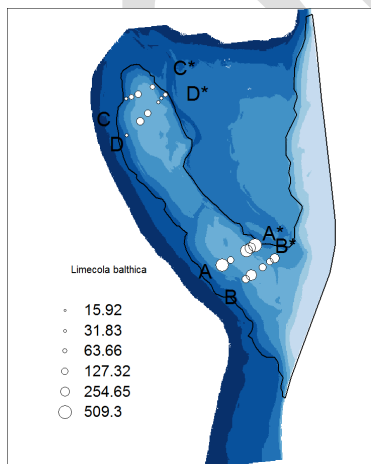 C*
D*
C
D
A*
B*
A
B
Limecola balthica
15.92
31.83
63.66
127.32
254.65
509.3